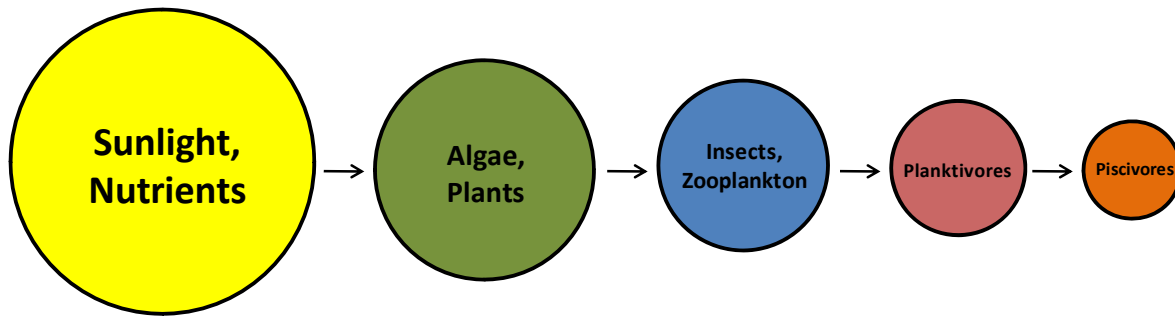 Sunlight,
Nutrients
Algae,
Plants
Insects,
Zooplankton
Planktivores
Piscivores